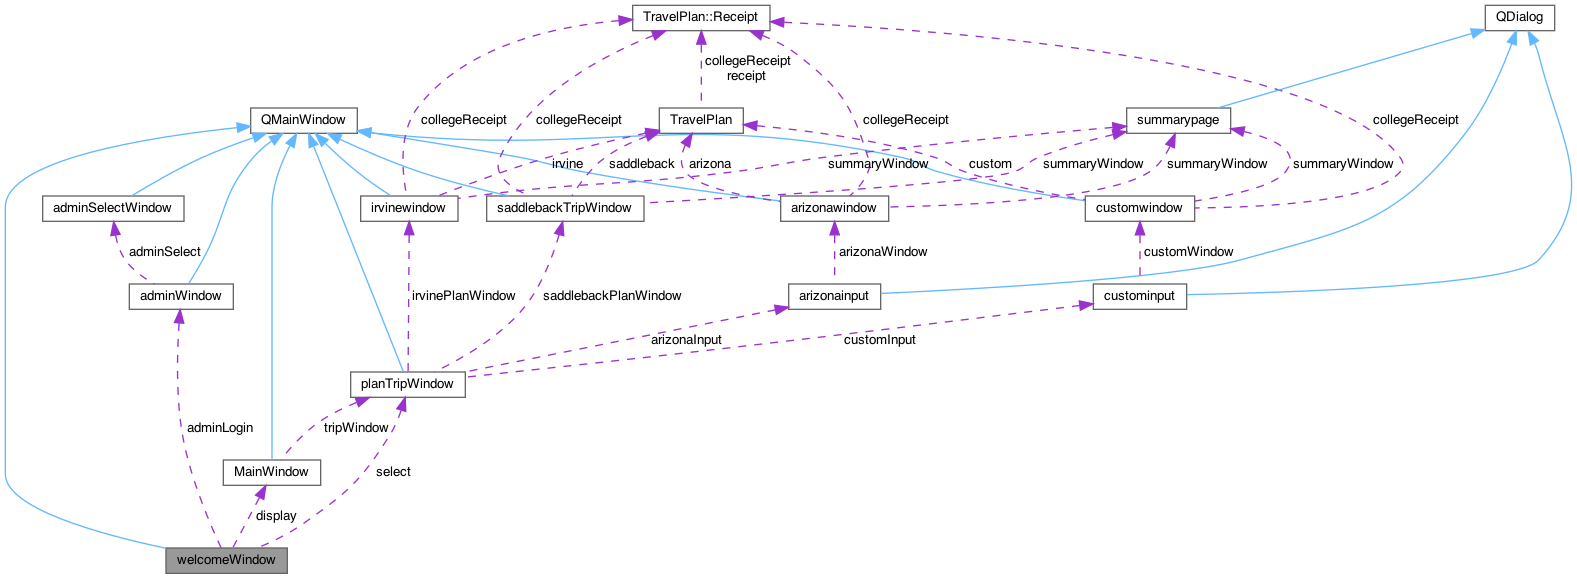 TravelPlan::Receipt
QDialog
collegeReceipt
receipt
QMainWindow
collegeReceipt
collegeReceipt
TravelPlan
collegeReceipt
summarypage
collegeReceipt
irvine
saddleback
arizona
summaryWindow
custom
summaryWindow
summaryWindow
summaryWindow
adminSelectWindow
irvinewindow
saddlebackTripWindow
arizonawindow
customwindow
adminSelect
arizonaWindow
customWindow
adminWindow
irvinePlanWindow
saddlebackPlanWindow
arizonainput
custominput
arizonaInput
customInput
planTripWindow
adminLogin
tripWindow
MainWindow
select
display
welcomeWindow